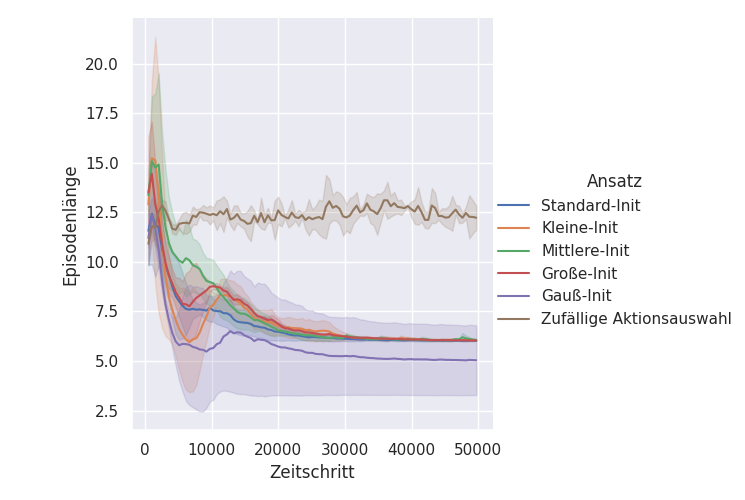 20.0
17.5
15.0
12.5
10.0
7.5
5.0
2.5
Episodenlänge
0
10000
20000
30000
40000
50000
Zeitschritt
Ansatz
Standard-Init
Kleine-Init
Mittlere-Init
Große-Init
Gauß-Init
Zufällige Aktionsauswahl